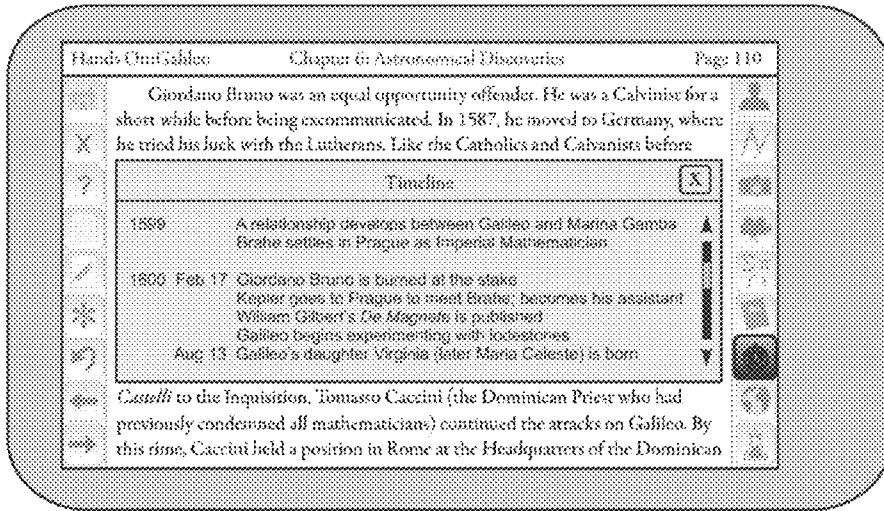 Hands On: Galileo Chapter 6: Astronomical Discoveries Page 110
Giordano Bruno was an equal opportunity offender. He was a Calvinist for a
short while before being excommunicated. In 1587, he moved to Germany, where
he tried his luck with the Lutherans. Like the Catholics and Calvanists before
X
?
Timeline X
1599 A relationship develops between Galileo and Marina Gamba
Brahe settles in Prague as Imperial Mathematician
1600 Feb 17 Giordano Bruno is burned at the stake
Kepler goes to Prague to meet Brahe; becomes his assistant
William Gilbert's De Magnete is published
Galileo begins experimenting with lodestones
Aug 13 Galileo's daughter Virginia (later Maria Celeste) is born
Castelli to the Inquisition, Tomasso Caccini (the Dominican Priest who had
previously condemned all mathematicians) continued the attacks on Galileo. By
this time, Caccini held a position in Rome at the Headquarters of the Dominican